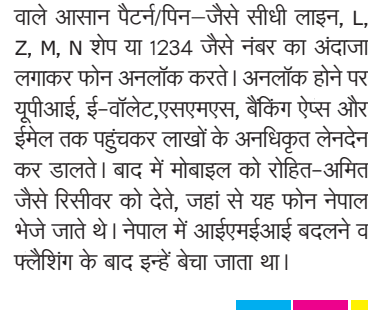 वाले आसान पैटर्न/पिन–जैसे सीधी लाइन, L,
Z, M, N शेप या 1234 जैसे नंबर का अंदाजा
लगाकर फोन अनलॉक करते। अनलॉक होने पर
यूपीआई, ई-वॉलेट,एसएमएस, बैंकिंग ऐप्स और
ईमेल तक पहुंचकर लाखों के अनधिकृत लेनदेन
कर डालते। बाद में मोबाइल को रोहित-अमित
जैसे रिसीवर को देते, जहां से यह फोन नेपाल
भेजे जाते थे। नेपाल में आईएमईआई बदलने व
फ्लैशिंग के बाद इन्हें बेचा जाता था।